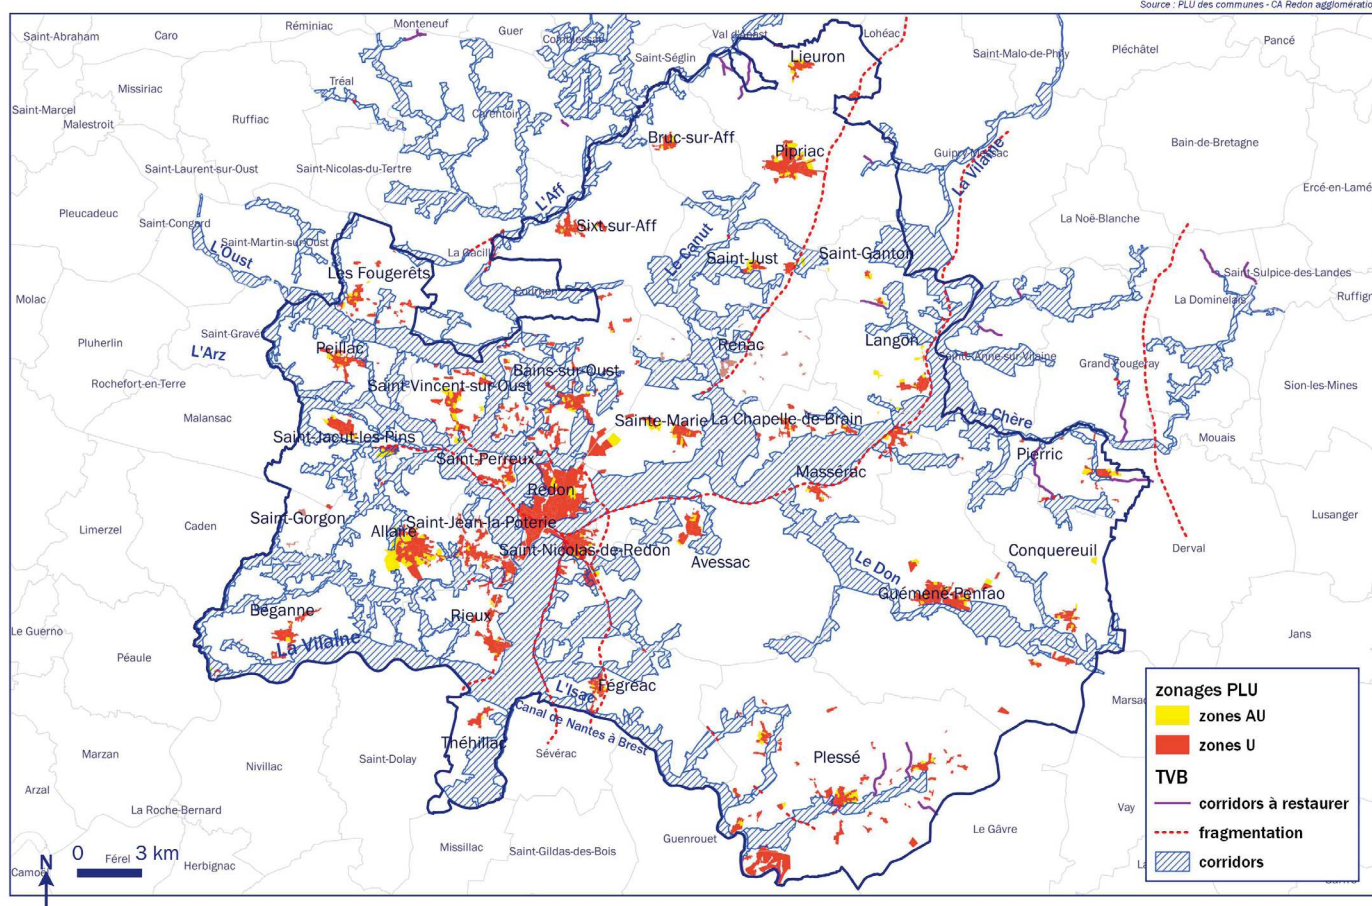 Source : PLU des communes - CA Redon agglomération
Monteneuf
Réminiac
Guer
Val d'Anast
Lohéac
Saint-Abraham
Caro
Saint-Séglin
Lieuron
Saint-Malo-de-Phily
Pléchâtel
Pancé
Tréal
Missiriac
Saint-Marcel
Malestroit
Ruffiac
Carentoir
Bruc-sur-Aff
Pipriac
Guipry-Messac
La Vilaine
Bain-de-Bretagne
Saint-Laurent-sur-Oust
Saint-Nicolas-du-Tertre
Ercé-en-Lamée
L'Aff
Pleucadeuc
Saint-Congard
La Noë-Blanche
Sixt-sur-Aff
Saint-Martin-sur-Oust
L'Oust
La Gacilly
Le Canut
Saint-Just
Saint-Ganton
Les Fougerêts
Saint-Sulpice-des-Landes
Cournon
Molac
La Dominelais
Ruffigné
Saint-Gravé
Pluherlin
L'Arz
Peillac
Renac
Langon
Sainte-Anne-sur-Vilaine
Grand-Fougeray
Bains-sur-Oust
Rochefort-en-Terre
Saint-Vincent-sur-Oust
Sion-les-Mines
Malansac
Sainte-Marie
La Chapelle-de-Brain
La Chère
Saint-Jacut-les-Pins
Mouais
Saint-Perreux
Pierric
Massérac
Redon
Saint-Gorgon
Lusanger
Limerzel
Caden
Allaire
Saint-Jean-la-Poterie
Saint-Nicolas-de-Redon
Avessac
Conquereuil
Derval
Le Don
Guémené-Penfao
Béganne
Rieux
Le Guerno
La Vilaine
Jans
Péaule
L'Isac
Fégréac
Canal de Nantes à Brest
Théhillac
Sévérac
Marzan
Nivillac
Saint-Dolay
Plessé
Arzal
La Roche-Bernard
Vay
Le Gâvre
Guenrouet
Missillac
Saint-Gildas-des-Bois
Férel
Herbignac
N
0 3 km
zonages PLU
zones AU
zones U
TVB
corridors à restaurer
fragmentation
corridors